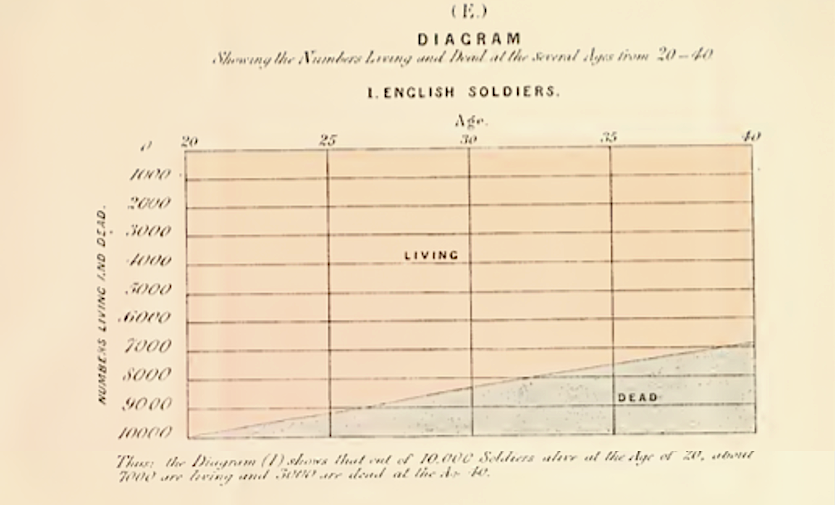 (E.)
DIAGRAM
Showing the Numbers Living and Dead at the several Ages from 20–40
1. ENGLISH SOLDIERS.
Age.
0 20 25 30 35 40
1000
2000
3000
4000
5000
6000
7000
8000
9000
10000
NUMBERS LIVING AND DEAD.
LIVING
DEAD
Thus: the Diagram (1) shows that out of 10,000 Soldiers alive at the Age of 20, about
7000 are living and 3000 are dead at the 40.